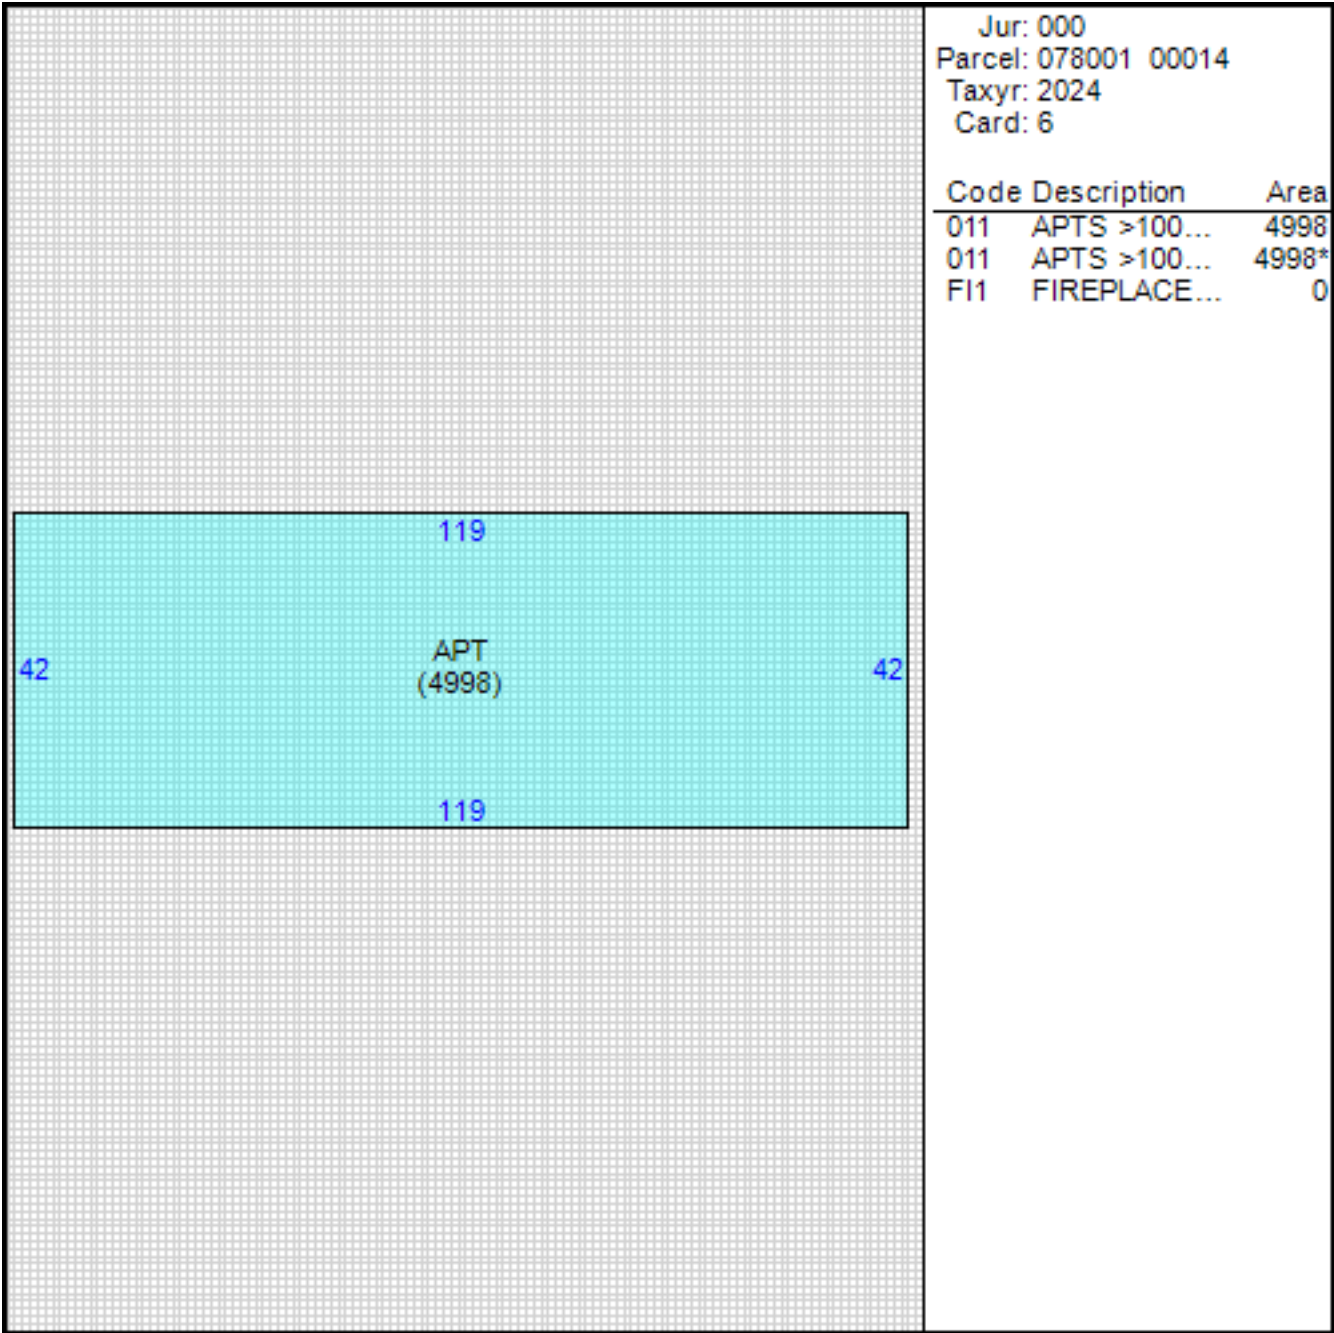 Jur: 000
Parcel: 078001 00014
Taxyr: 2024
Card: 6
Code Description Area
011 APTS >100... 4998
011 APTS >100... 4998*
FI1 FIREPLACE... 0
119
APT
42 42
(4998)
119